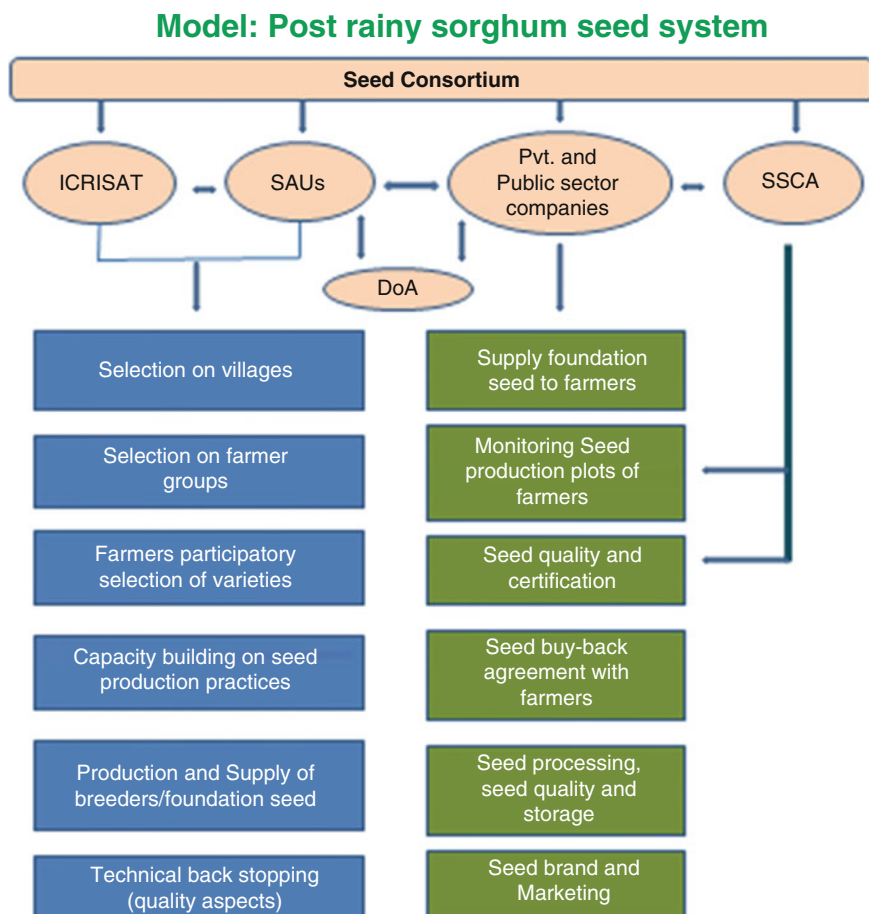 Model: Post rainy sorghum seed system
Seed Consortium
ICRISAT
SAUs
Pvt. and
Public sector
companies
SSCA
DoA
Selection on villages
Selection on farmer
groups
Farmers participatory
selection of varieties
Capacity building on seed
production practices
Production and Supply of
breeders/foundation seed
Technical back stopping
(quality aspects)
Supply foundation
seed to farmers
Monitoring Seed
production plots of
farmers
Seed quality and
certification
Seed buy-back
agreement with
farmers
Seed processing,
seed quality and
storage
Seed brand and
Marketing